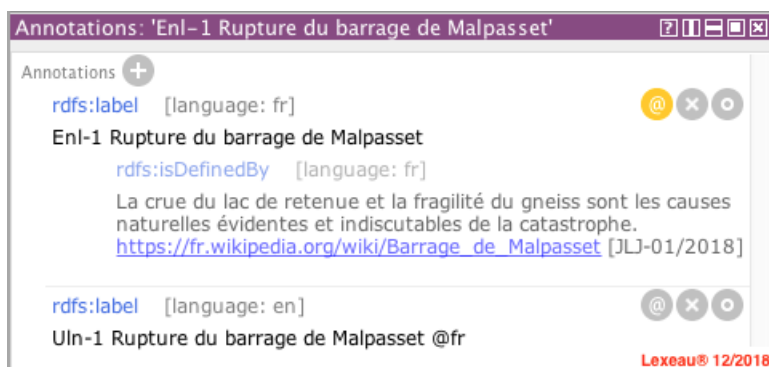 Annotations: 'Enl-1 Rupture du barrage de Malpasset'
Annotations
rdfs:label [language: fr]
Enl-1 Rupture du barrage de Malpasset
rdfs:isDefinedBy [language: fr]
La crue du lac de retenue et la fragilité du gneiss sont les causes
naturelles évidentes et indiscutables de la catastrophe.
https://fr.wikipedia.org/wiki/Barrage_de_Malpasset [JLJ-01/2018]
rdfs:label [language: en]
Uln-1 Rupture du barrage de Malpasset @fr
Lexeau® 12/2018